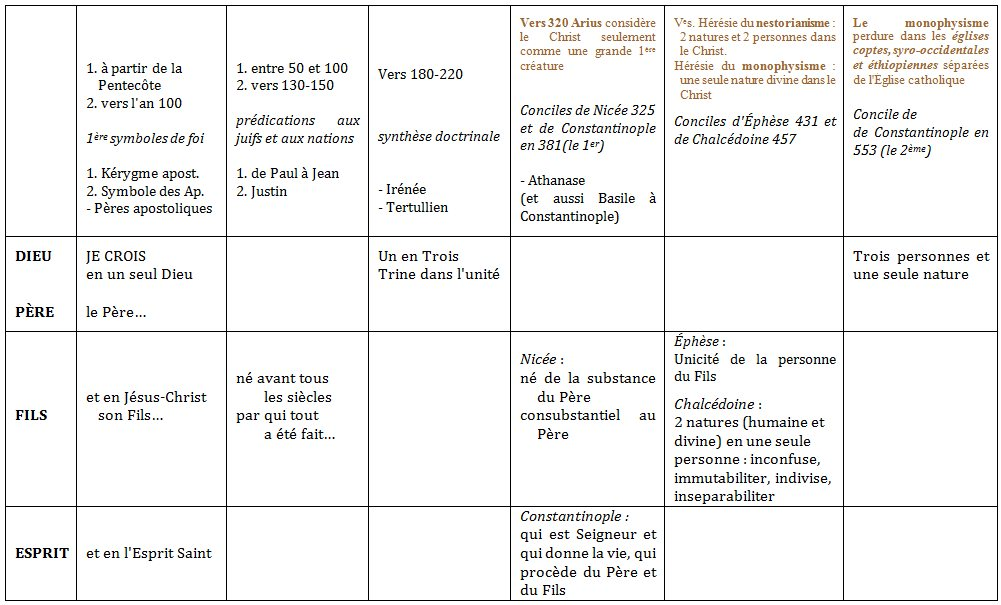 1. à partir de la
Pentecôte
2. vers l'an 100
1ère symboles de foi
1. Kérygme apost.
2. Symbole des Ap.
- Pères apostoliques
1. entre 50 et 100
2. vers 130-150
prédications aux
juifs et aux nations
1. de Paul à Jean
2. Justin
Vers 180-220
synthèse doctrinale
- Irénée
- Tertullien
Vers 320 Arius considère
le Christ seulement
comme une grande 1ère
créature
Conciles de Nicée 325
et de Constantinople
en 381(le 1er)
- Athanase
(et aussi Basile à
Constantinople)
Ves. Hérésie du nestorianisme :
2 natures et 2 personnes dans
le Christ.
Hérésie du monophysisme :
une seule nature divine dans le
Christ
Conciles d'Éphèse 431 et
de Chalcédoine 457
Le monophysisme
perdure dans les églises
coptes, syro-occidentales
et éthiopiennes séparées
de l'Église catholique
Concile de
de Constantinople en
553 (le 2ème)
DIEU
PÈRE
JE CROIS
en un seul Dieu
le Père...
Un en Trois
Trine dans l'unité
Trois personnes et
une seule nature
FILS
et en Jésus-Christ
son Fils...
né avant tous
les siècles
par qui tout
a été fait...
Nicée :
né de la substance
du Père
consubstantiel au
Père
Éphèse :
Unicité de la personne
du Fils
Chalcédoine :
2 natures (humaine et
divine) en une seule
personne : inconfuse,
immutabiliter, indivise,
inseparabiliter
ESPRIT
et en l'Esprit Saint
Constantinople :
qui est Seigneur et
qui donne la vie, qui
procède du Père et
du Fils